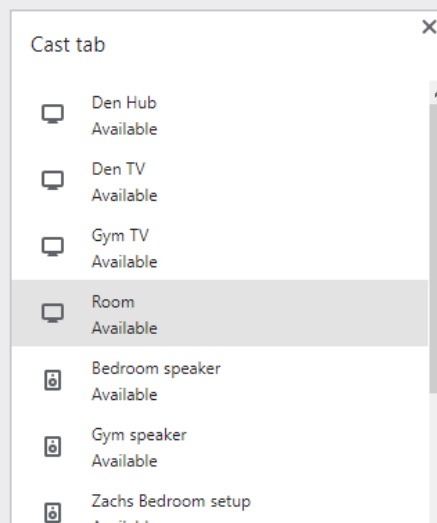 Cast tab
Den Hub
Available
Den TV
Available
Gym TV
Available
Room
Available
Bedroom speaker
Available
Gym speaker
Available
Zachs Bedroom setup